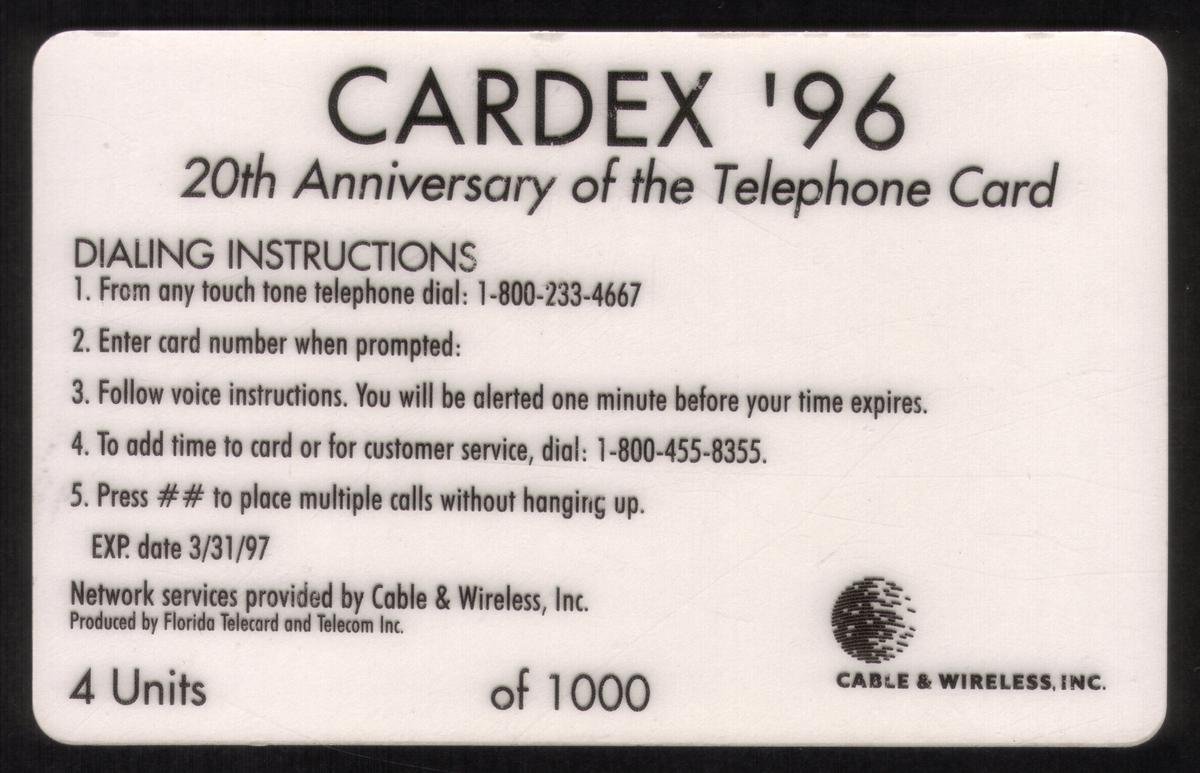 CARDEX '96
20th Anniversary of the Telephone Card
DIALING INSTRUCTIONS
1. From any touch tone telephone dial: 1-800-233-4667
2. Enter card number when prompted:
3. Follow voice instructions. You will be alerted one minute before your time expires.
4. To add time to card or for customer service, dial: 1-800-455-8355.
5. Press ## to place multiple calls without hanging up.
EXP. date 3/31/97
Network services provided by Cable & Wireless, Inc.
Produced by Florida Telecard and Telecom Inc.
4 Units of 1000
CABLE & WIRELESS, INC.